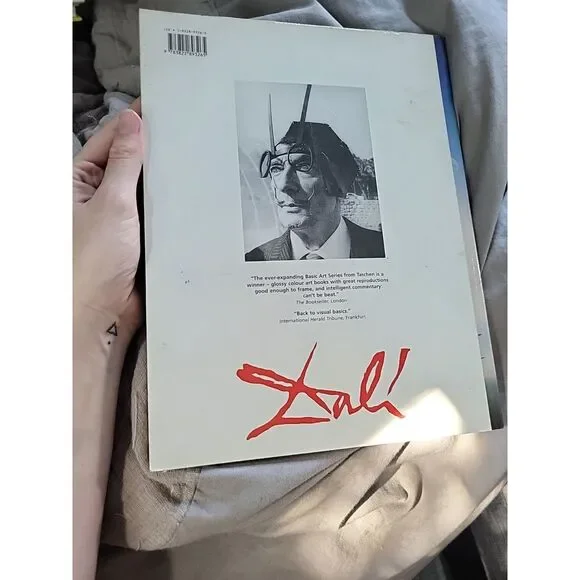 "The ever-expanding Basic Art Series from Taschen is a
winner – glossy colour art books with great reproductions
good enough to frame, and intelligent commentary
can't be beat."
The Bookseller, London
"Back to visual basics."
International Herald Tribune, Frankfurt
Dalí